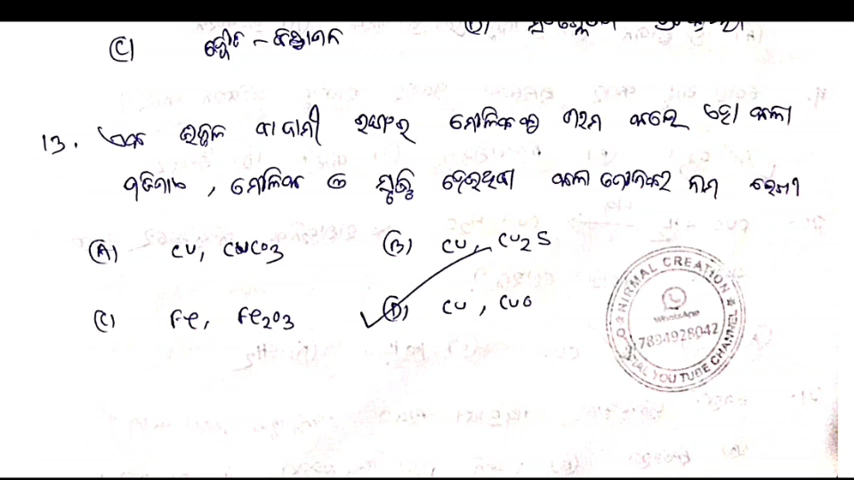 (C) ଦ୍ୱୈତ - ବିସ୍ଥାପନ (D)
13. ଏକ ଉଜ୍ଜ୍ୱଳ ବାଦାମୀ ରଙ୍ଗର ମୌଳିକକୁ ଗରମ କଲେ ତାହା କଳା
ପଡିଯାଏ, ମୌଳିକ ଓ ସୃଷ୍ଟି ହେଉଥିବା କଳା ଯୌଗିକର ନାମ ଲେଖ।
(A) Cu, CuCO3 (B) Cu, Cu2S
(C) Fe, Fe2O3 (D) Cu, CuO
NIRMAL CREATION
WhatsApp
7894928042
YOU TUBE CHANNEL